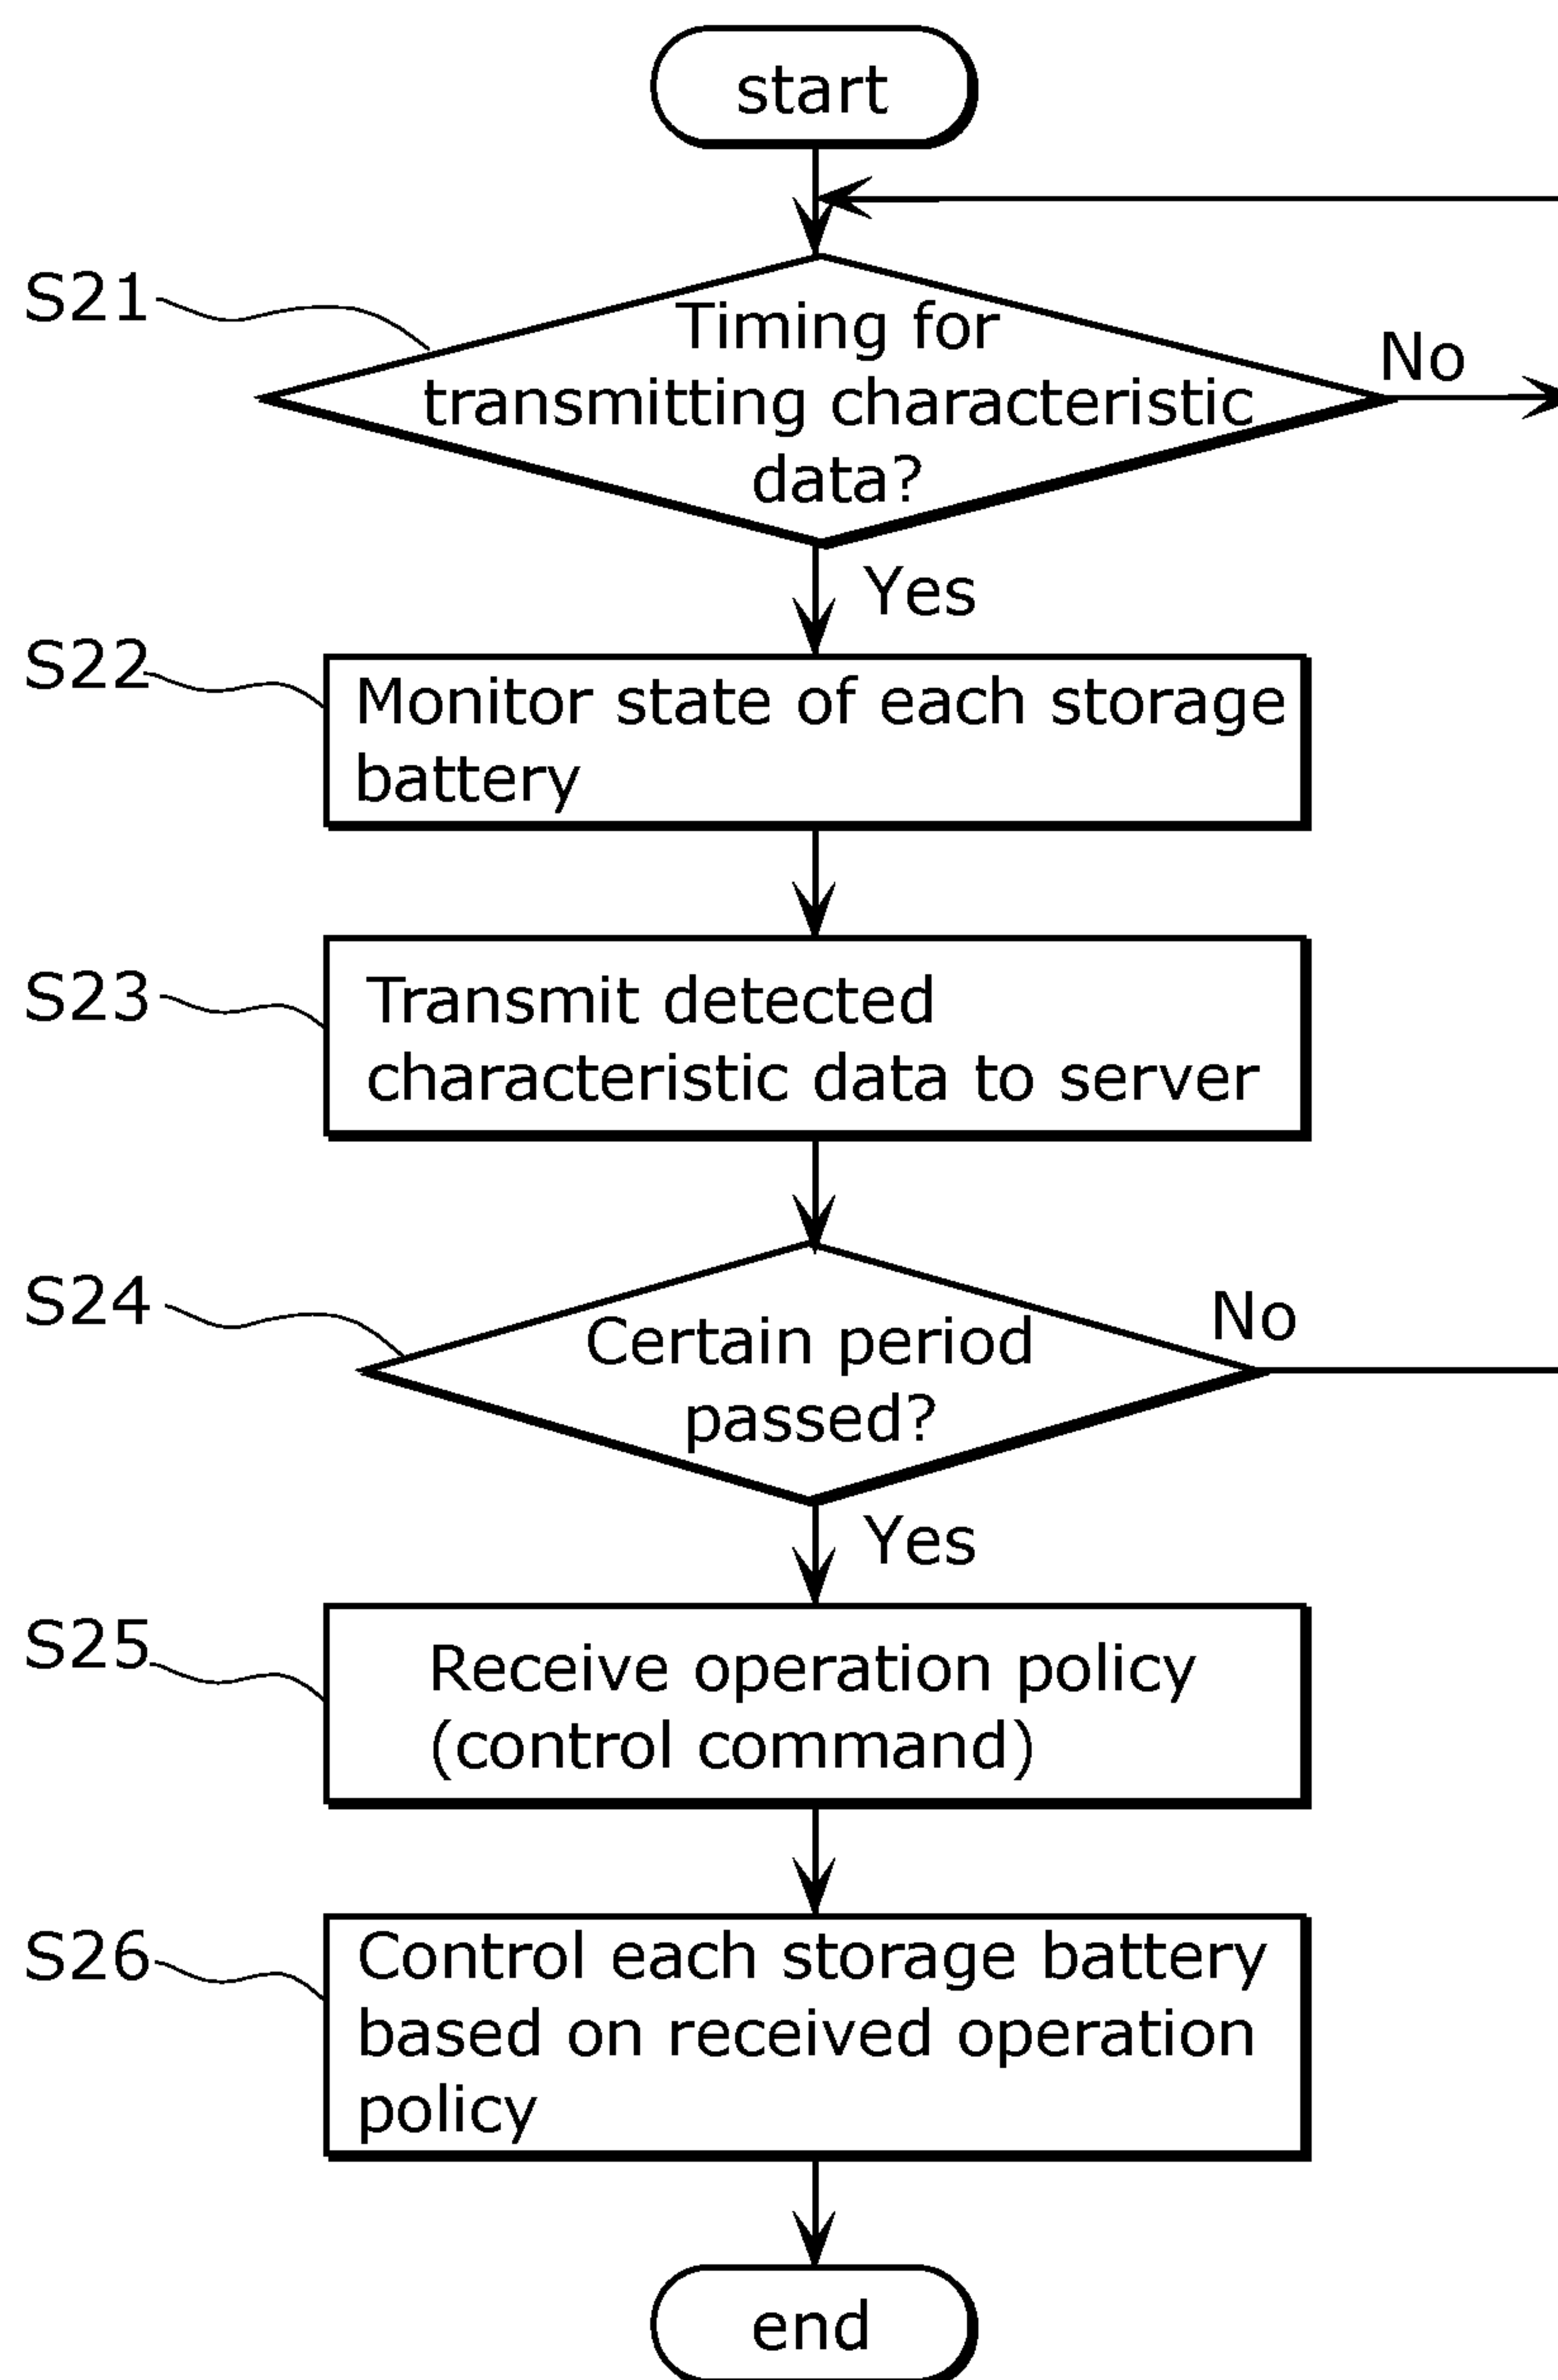 start
S21
Timing for
transmitting characteristic
data?
No
Yes
S22
Monitor state of each storage
battery
S23
Transmit detected
characteristic data to server
S24
Certain period
passed?
No
Yes
S25
Receive operation policy
(control command)
S26
Control each storage battery
based on received operation
policy
end